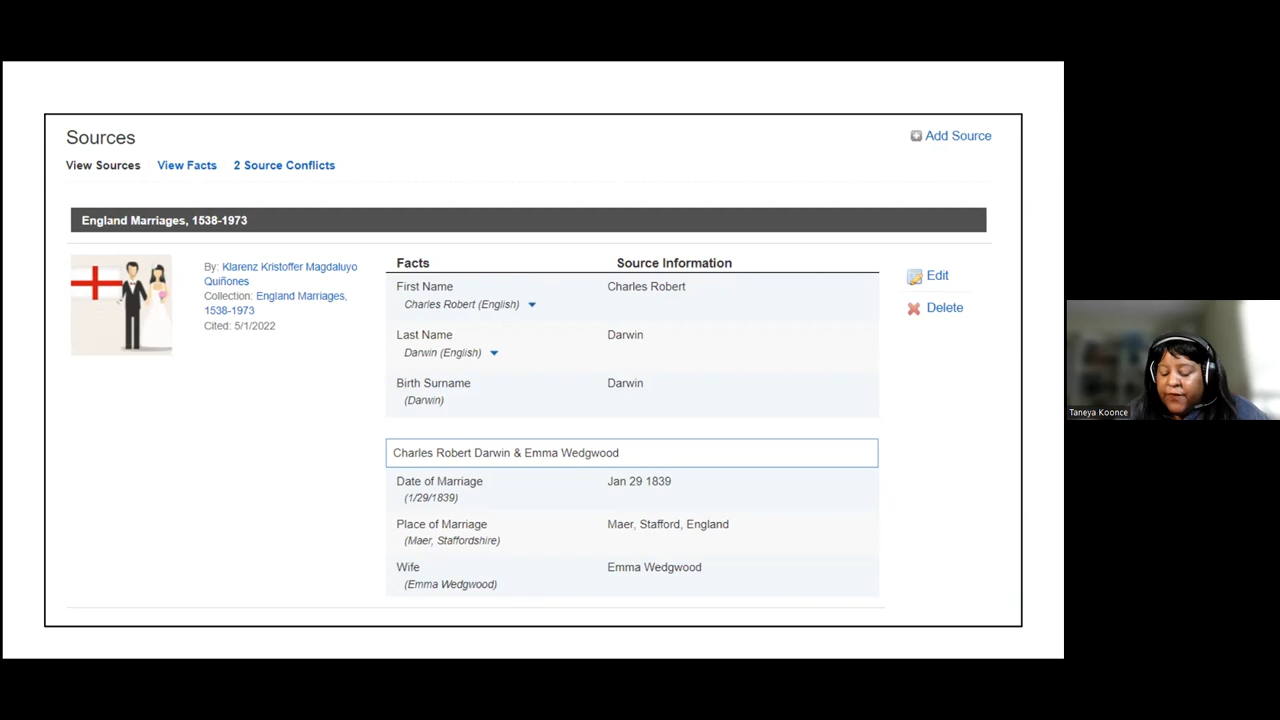 Sources
Add Source
View Sources View Facts 2 Source Conflicts
England Marriages, 1538-1973
By: Klarenz Kristoffer Magdaluyo
Quiñones
Collection: England Marriages,
1538-1973
Cited: 5/1/2022
Facts Source Information
First Name Charles Robert
Charles Robert (English)
Last Name Darwin
Darwin (English)
Birth Surname Darwin
(Darwin)
Charles Robert Darwin & Emma Wedgwood
Date of Marriage Jan 29 1839
(1/29/1839)
Place of Marriage Maer, Stafford, England
(Maer, Staffordshire)
Wife Emma Wedgwood
(Emma Wedgwood)
Edit
Delete
Taneya Koonce